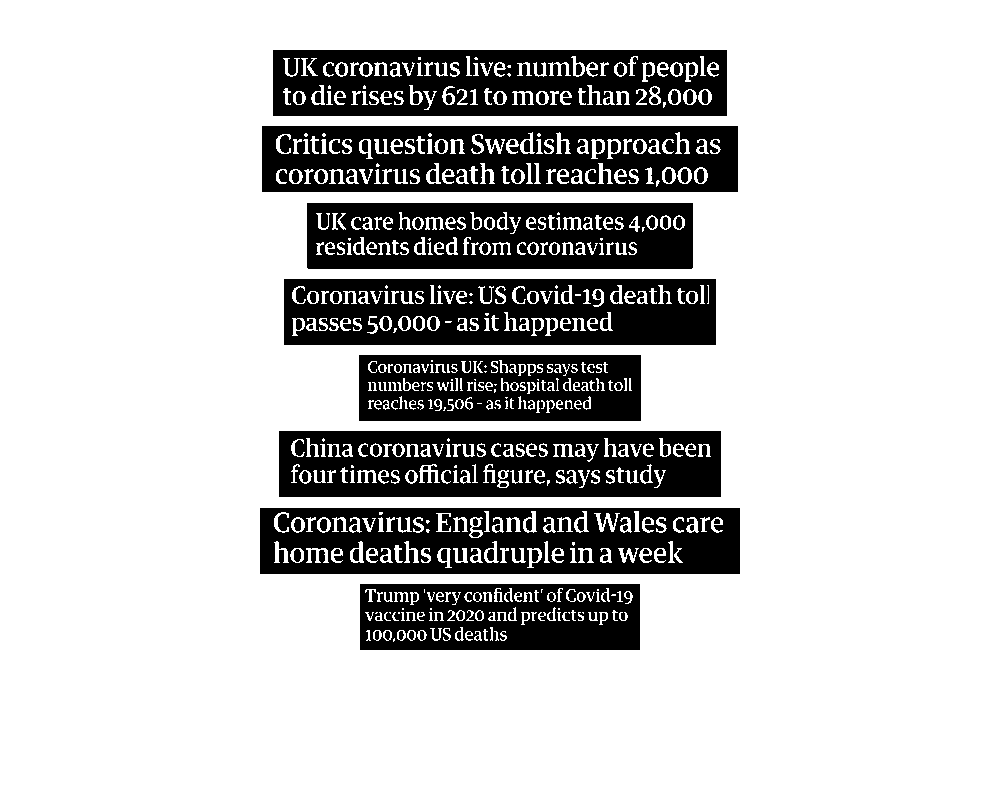 UK coronavirus live: number of people
to die rises by 621 to more than 28,000
Critics question Swedish approach as
coronavirus death toll reaches 1,000
UK care homes body estimates 4,000
residents died from coronavirus
Coronavirus live: US Covid-19 death toll
passes 50,000 - as it happened
Coronavirus UK: Shapps says test
numbers will rise; hospital death toll
reaches 19,506 - as it happened
China coronavirus cases may have been
four times official figure, says study
Coronavirus: England and Wales care
home deaths quadruple in a week
Trump 'very confident' of Covid-19
vaccine in 2020 and predicts up to
100,000 US deaths